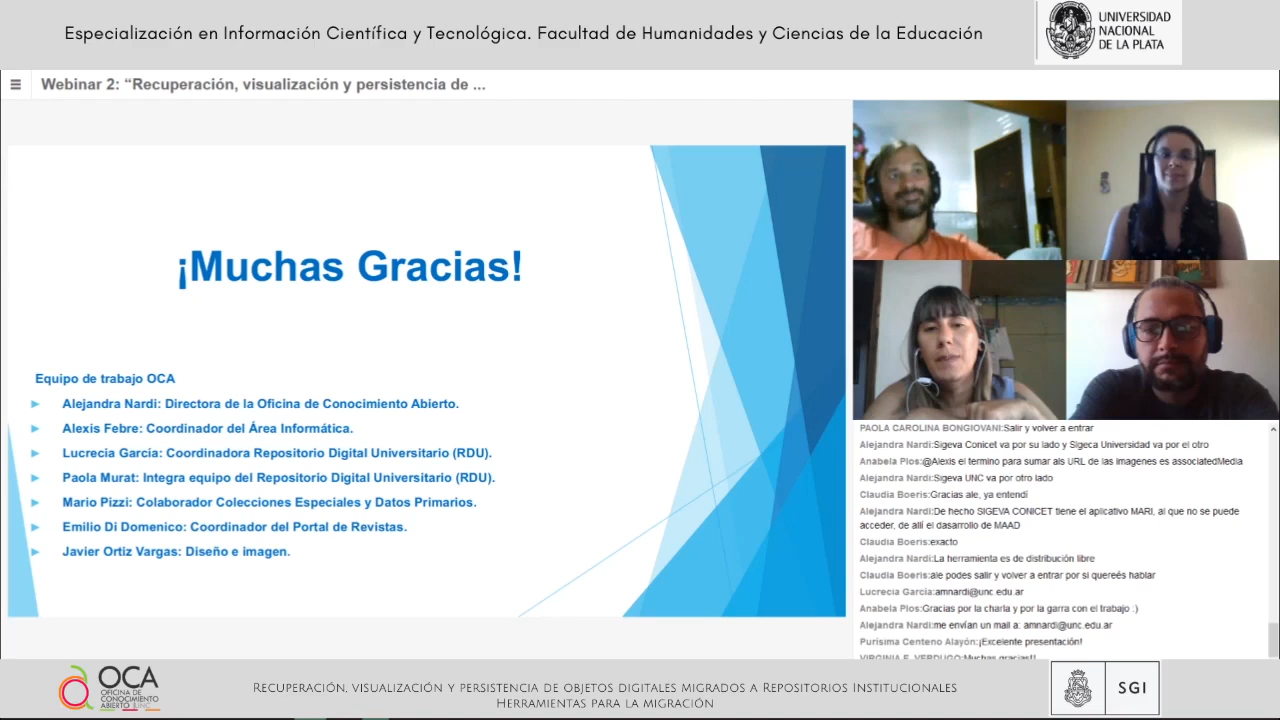 Especialización en Información Científica y Tecnológica. Facultad de Humanidades y Ciencias de la Educación
UNIVERSIDAD
NACIONAL
DE LA PLATA
Webinar 2: “Recuperación, visualización y persistencia de ...
¡Muchas Gracias!
Equipo de trabajo OCA
Alejandra Nardi: Directora de la Oficina de Conocimiento Abierto.
Alexis Febre: Coordinador del Área Informática.
Lucrecia García: Coordinadora Repositorio Digital Universitario (RDU).
Paola Murat: Integra equipo del Repositorio Digital Universitario (RDU).
Mario Pizzi: Colaborador Colecciones Especiales y Datos Primarios.
Emilio Di Domenico: Coordinador del Portal de Revistas.
Javier Ortiz Vargas: Diseño e imagen.
PAOLA CAROLINA BONGIOVANI:Salir y volver a entrar
Alejandra Nardi:Sigeva Conicet va por su lado y Sigeca Universidad va por el otro
Anabela Plos:@Alexis el termino para sumar als URL de las imagenes es associatedMedia
Alejandra Nardi:Sigeva UNC va por otro lado
Claudia Boeris:Gracias ale, ya entendí
Alejandra Nardi:De hecho SIGEVA CONICET tiene el aplicativo MARI, al que no se puede
acceder, de allí el dasarrollo de MAAD
Claudia Boeris:exacto
Alejandra Nardi:La herramienta es de distribución libre
Claudia Boeris:ale podes salir y volver a entrar por si quereés hablar
Lucrecia García:amnardi@unc.edu.ar
Anabela Plos:Gracias por la charla y por la garra con el trabajo :)
Alejandra Nardi:me envían un mail a: amnardi@unc.edu.ar
Purísima Centeno Alayón:¡Excelente presentación!
VIRGINIA E. VERDUGO:Muchas gracias!!
OCA
OFICINA DE
CONOCIMIENTO
ABIERTO UNC
RECUPERACIÓN, VISUALIZACIÓN Y PERSISTENCIA DE OBJETOS DIGITALES MIGRADOS A REPOSITORIOS INSTITUCIONALES
HERRAMIENTAS PARA LA MIGRACIÓN
SGI